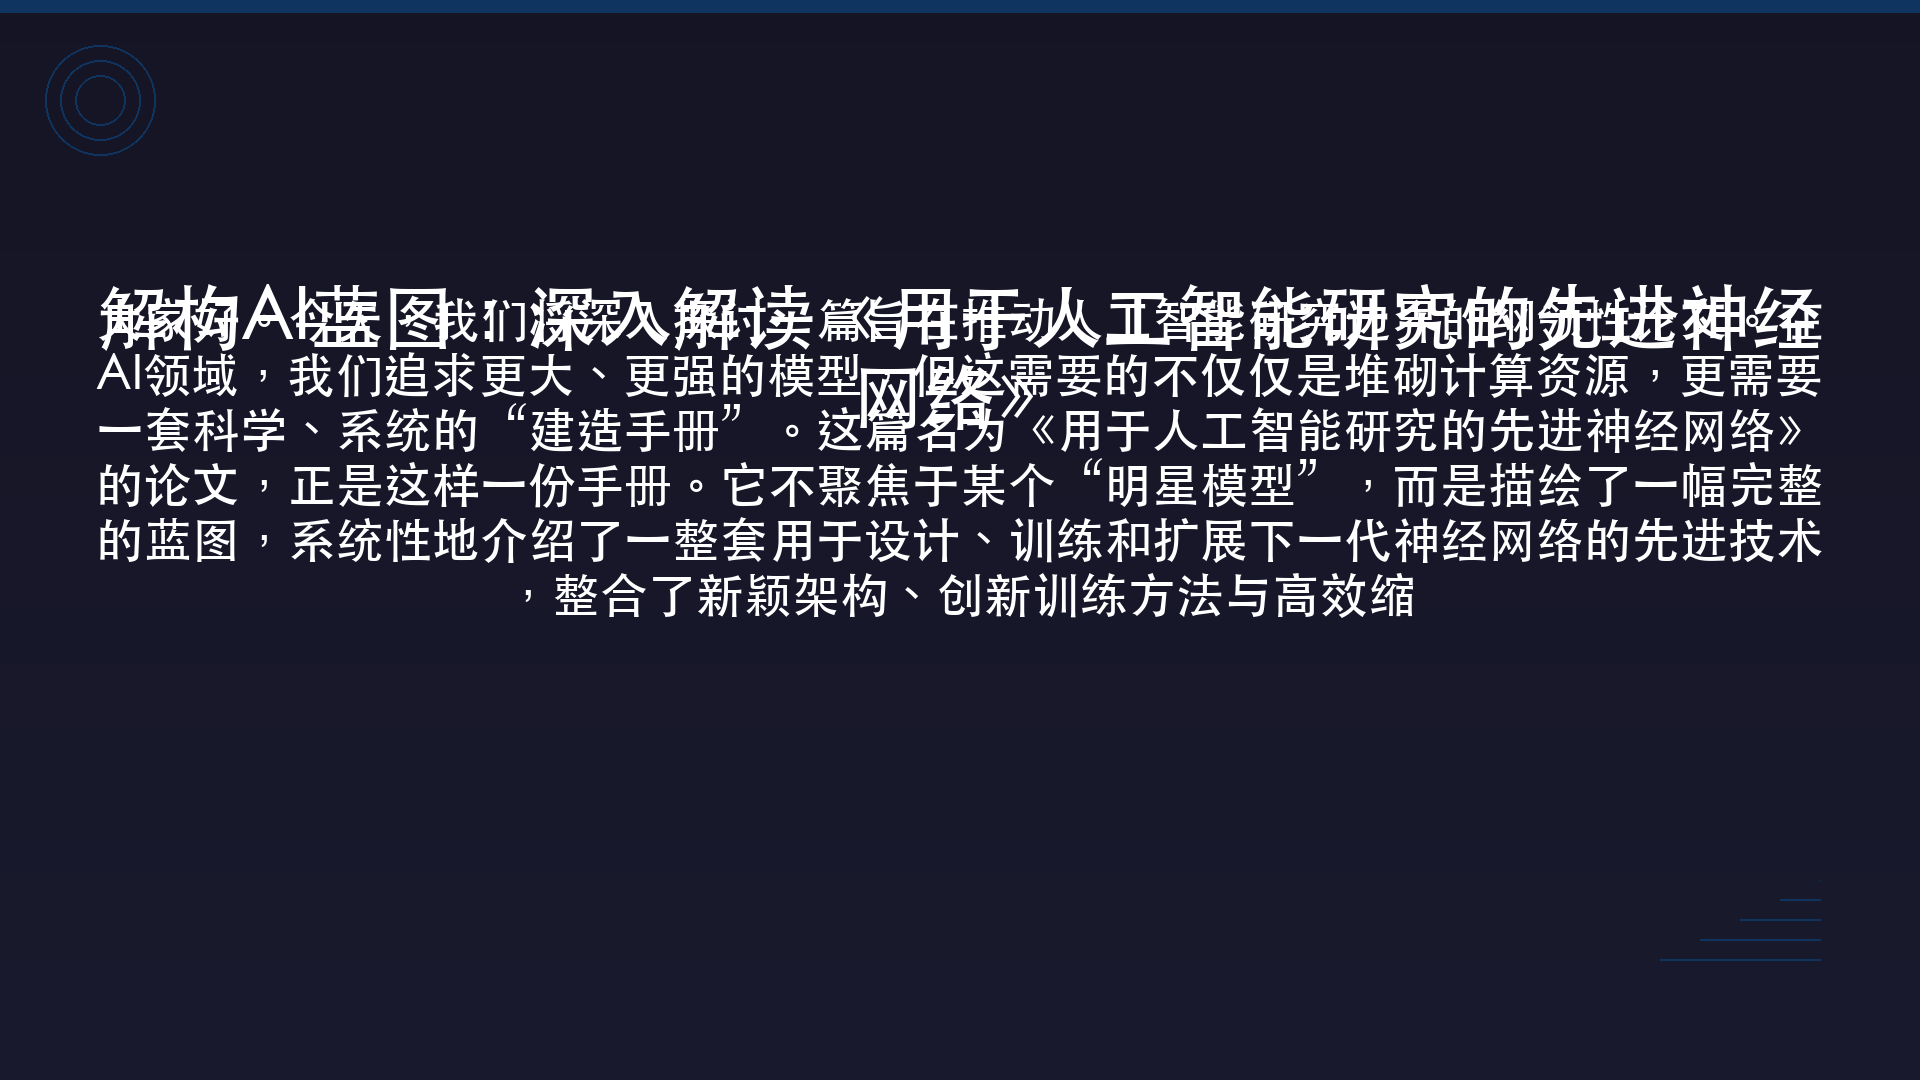 解构AI蓝图：深入解读《用于人工智能研究的先进神经
网络》
大家好。今天，我们将深入探讨一篇旨在推动人工智能研究边界的纲领性论文。在
AI领域，我们追求更大、更强的模型，但这需要的不仅仅是堆砌计算资源，更需要
一套科学、系统的“建造手册”。这篇名为《用于人工智能研究的先进神经网络》
的论文，正是这样一份手册。它不聚焦于某个“明星模型”，而是描绘了一幅完整
的蓝图，系统性地介绍了一整套用于设计、训练和扩展下一代神经网络的先进技术
，整合了新颖架构、创新训练方法与高效缩